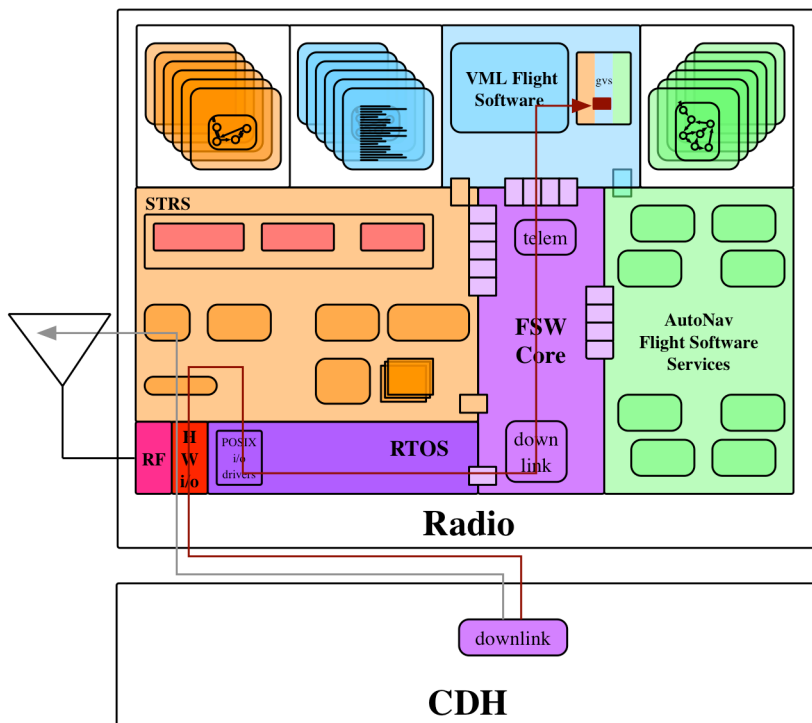 VML Flight
Software
gvs
STRS
telem
FSW
Core
AutoNav
Flight Software
Services
RF
H
W
i/o
POSIX
i/o
drivers
RTOS
down
link
Radio
downlink
CDH